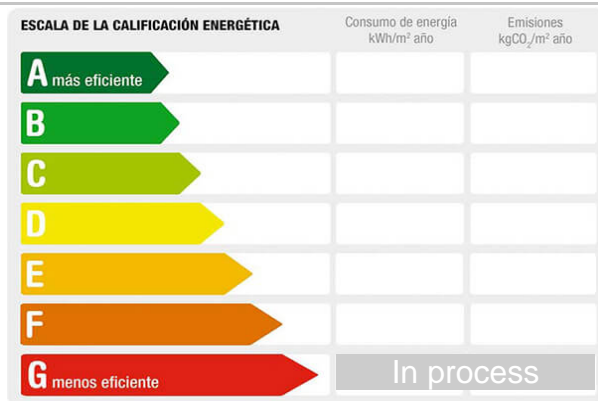 ESCALA DE LA CALIFICACIÓN ENERGÉTICA
Consumo de energía
kWh/m² año
Emisiones
kgCO₂/m² año
A más eficiente
B
C
D
E
F
G menos eficiente
In process